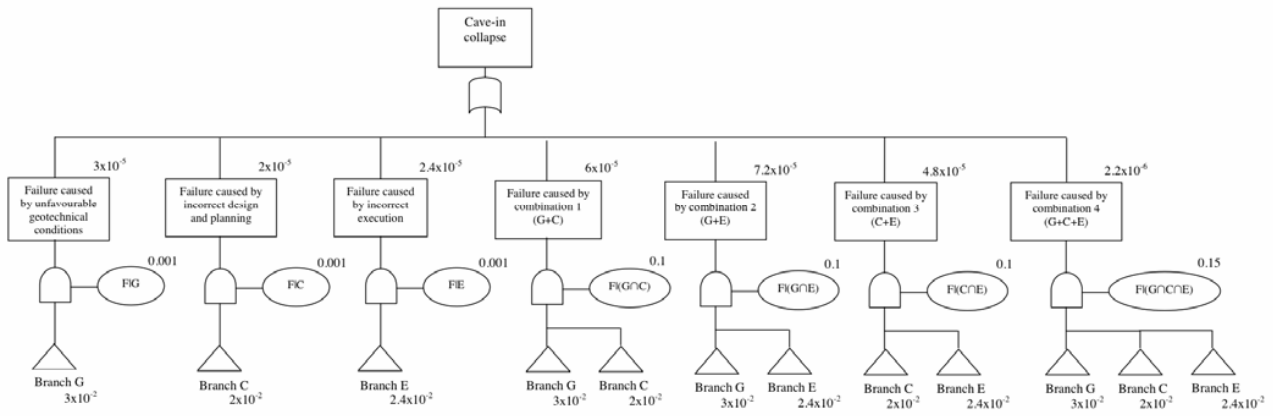 Cave-in
collapse
3x10⁻⁵
2x10⁻⁵
2.4x10⁻⁵
6x10⁻⁵
7.2x10⁻⁵
4.8x10⁻⁵
2.2x10⁻⁶
Failure caused
by unfavourable
geotechnical
conditions
Failure caused by
incorrect design
and planning
Failure caused
by incorrect
execution
Failure caused by
combination 1
(G+C)
Failure caused
by combination 2
(G+E)
Failure caused by
combination 3
(C+E)
Failure caused by
combination 4
(G+C+E)
0.001
F|G
0.001
F|C
0.001
F|E
0.1
F|(G∩C)
0.1
F|(G∩E)
0.1
F|(C∩E)
0.15
F|(G∩C∩E)
Branch G
3x10⁻²
Branch C
2x10⁻²
Branch E
2.4x10⁻²
Branch G
3x10⁻²
Branch C
2x10⁻²
Branch G
3x10⁻²
Branch E
2.4x10⁻²
Branch C
2x10⁻²
Branch E
2.4x10⁻²
Branch G
3x10⁻²
Branch C
2x10⁻²
Branch E
2.4x10⁻²